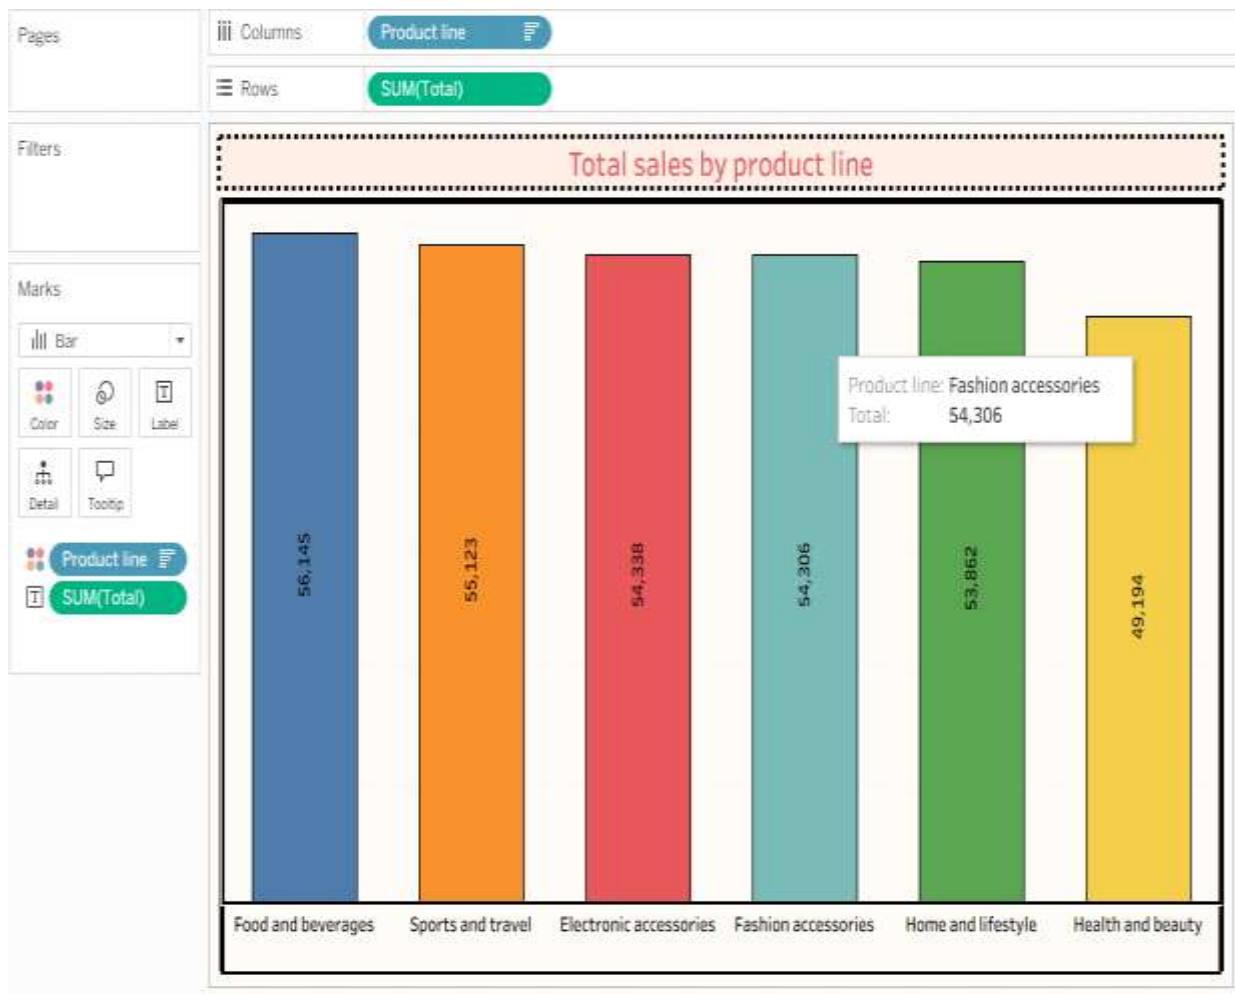 Pages
Columns
Product line
Rows
SUM(Total)
Filters
Total sales by product line
Marks
Bar
Color
Size
Label
Detail
Tooltip
Product line
SUM(Total)
Product line: Fashion accessories
Total: 54,306
56,145
55,123
54,338
54,306
53,862
49,194
Food and beverages
Sports and travel
Electronic accessories
Fashion accessories
Home and lifestyle
Health and beauty